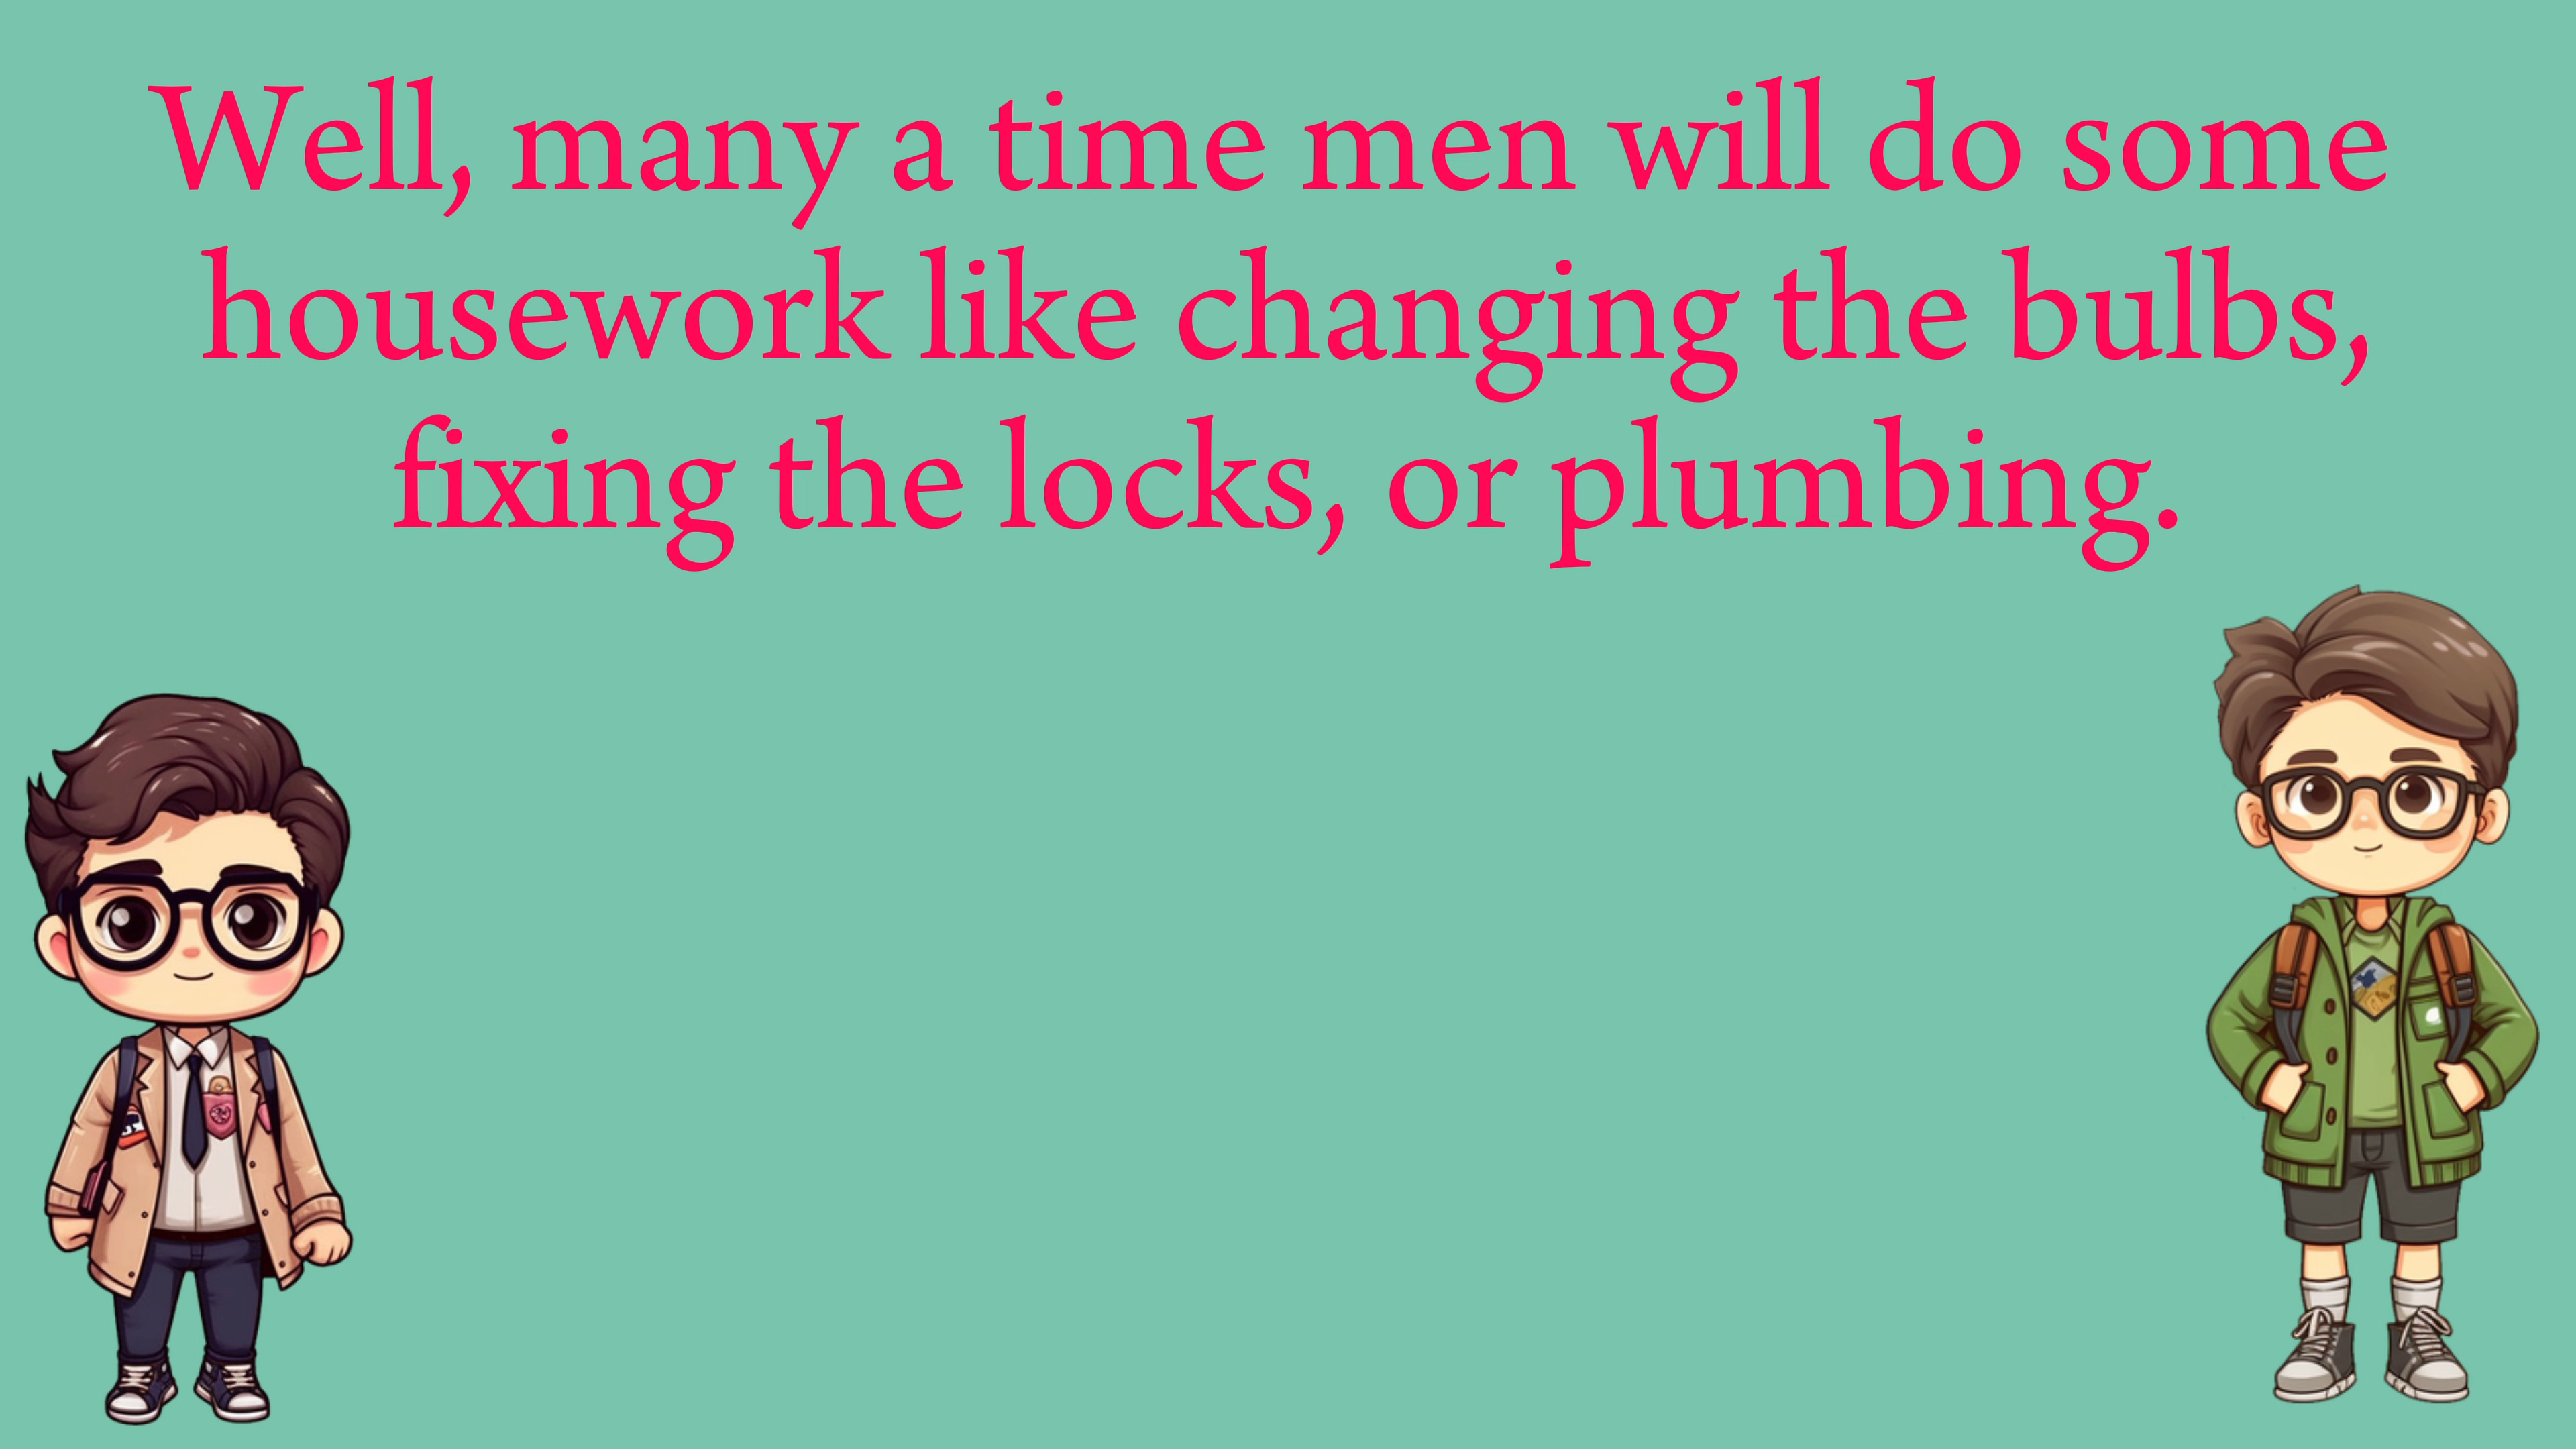 Well, many a time men will do some
housework like changing the bulbs,
fixing the locks, or plumbing.